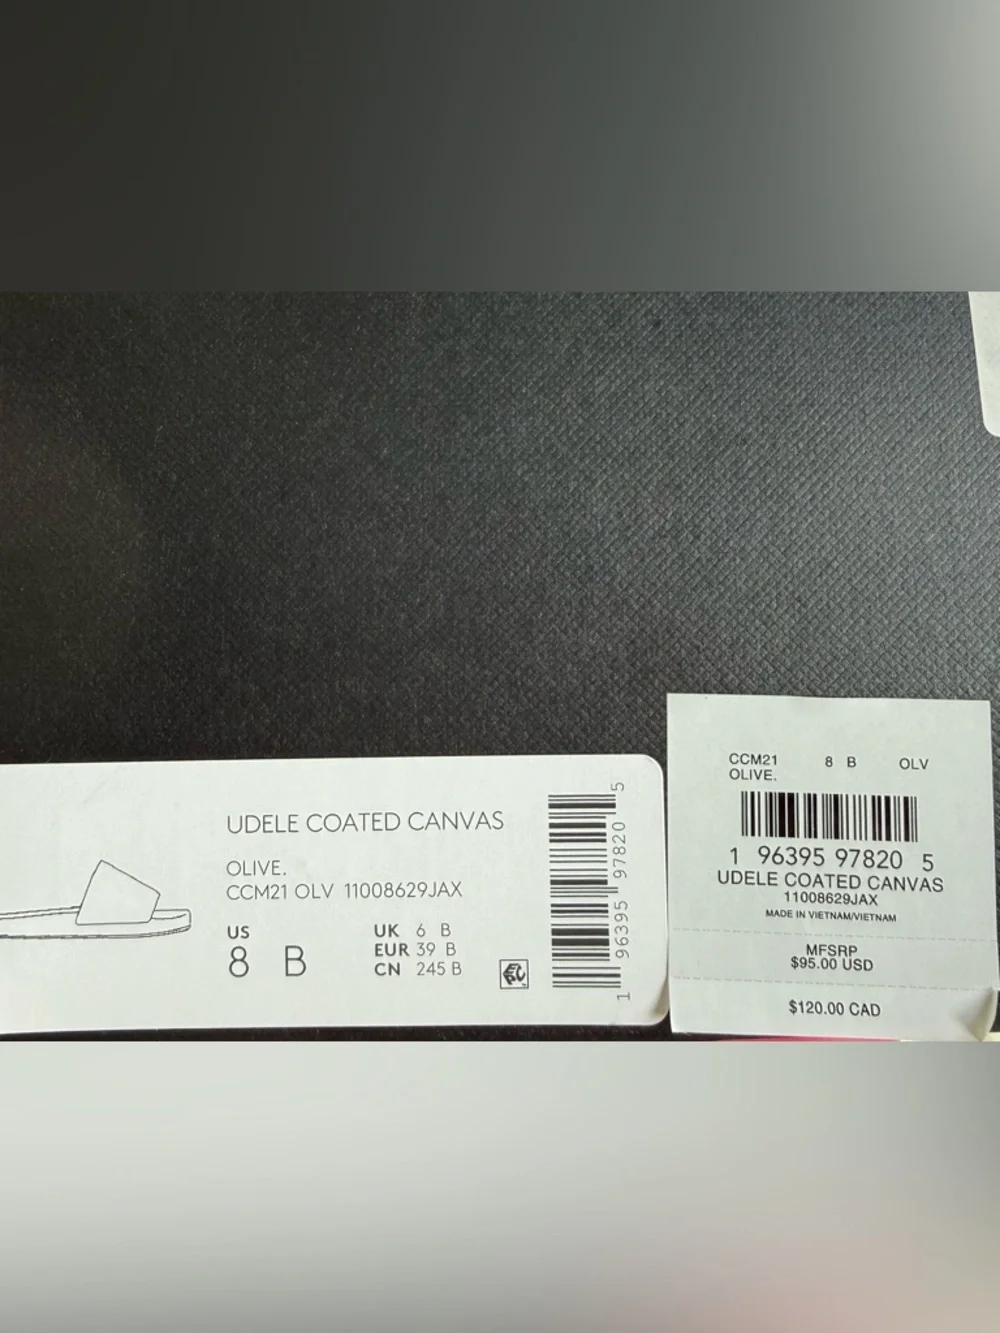 UDELE COATED CANVAS
OLIVE.
CCM21 OLV 11008629JAX
US
8 B
UK 6 B
EUR 39 B
CN 245 B
1 96395 97820 5
CCM21 8 B OLV
OLIVE.
1 96395 97820 5
UDELE COATED CANVAS
11008629JAX
MADE IN VIETNAM/VIETNAM
MFSRP
$95.00 USD
$120.00 CAD